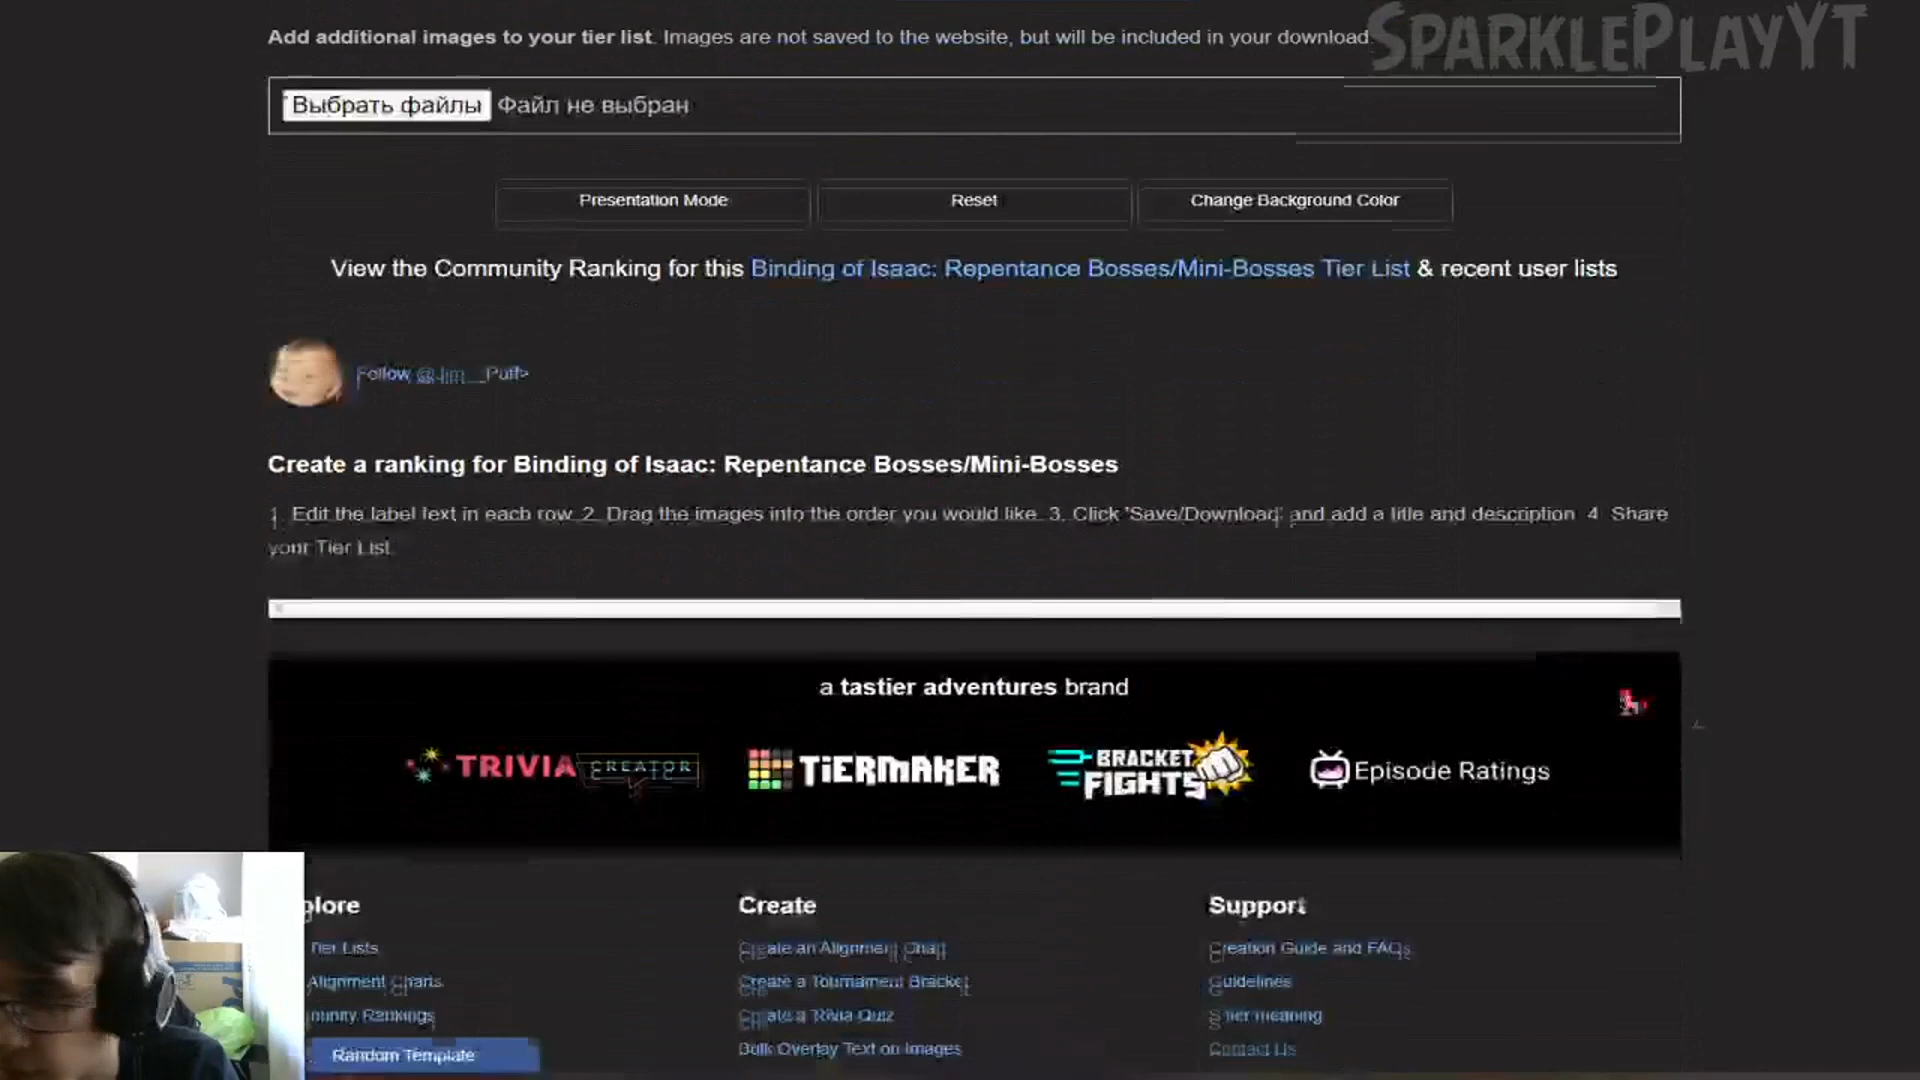 SPARKLEPLAYYT
Add additional images to your tier list. Images are not saved to the website, but will be included in your download.
Выбрать файлы Файл не выбран
Presentation Mode
Reset
Change Background Color
View the Community Ranking for this Binding of Isaac: Repentance Bosses/Mini-Bosses Tier List & recent user lists
Follow
Create a ranking for Binding of Isaac: Repentance Bosses/Mini-Bosses
1. Edit the label text in each row. 2. Drag the images into the order you would like. 3. Click 'Save/Download' and add a title and description. 4. Share
your Tier List.
a tastier adventures brand
TRIVIA CREATOR
TiERMAKER
BRACKET
FIGHTS
Episode Ratings
plore
Create
Support
Tier Lists
Create an Alignment Chart
Creation Guide and FAQs
Alignment Charts
Create a Tournament Bracket
Guidelines
munity Rankings
Create a Trivia Quiz
S tier meaning
Random Template
Bulk Overlay Text on Images
Contact Us